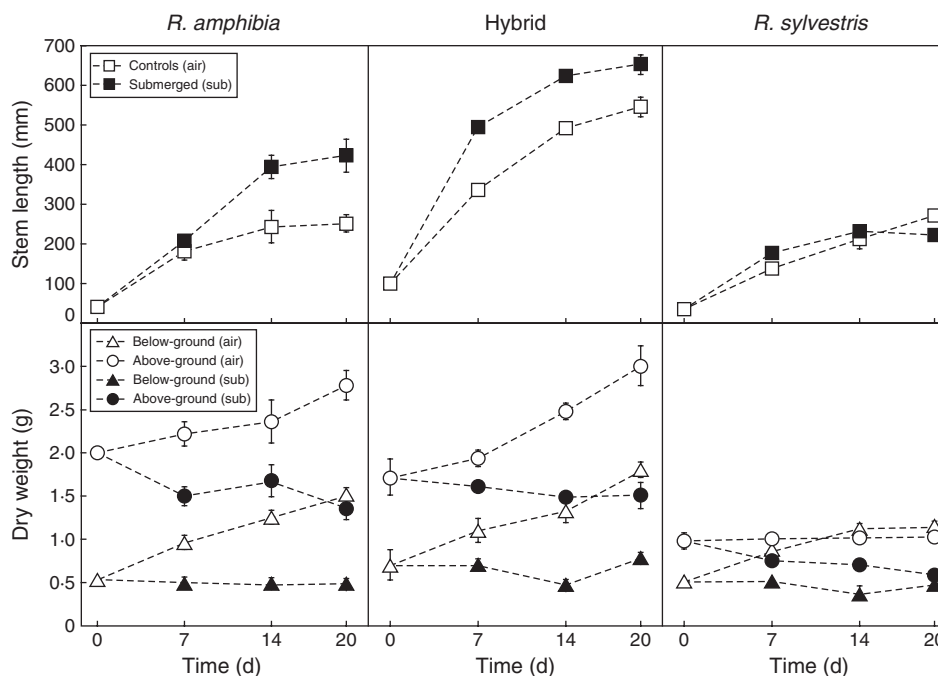 R. amphibia
Hybrid
R. sylvestris
700
600
500
400
300
200
100
0
Stem length (mm)
Controls (air)
Submerged (sub)
Below-ground (air)
Above-ground (air)
Below-ground (sub)
Above-ground (sub)
3·0
2·5
2·0
1·5
1·0
0·5
0
Dry weight (g)
0 7 14 20
0 7 14 20
0 7 14 20
Time (d)
Time (d)
Time (d)